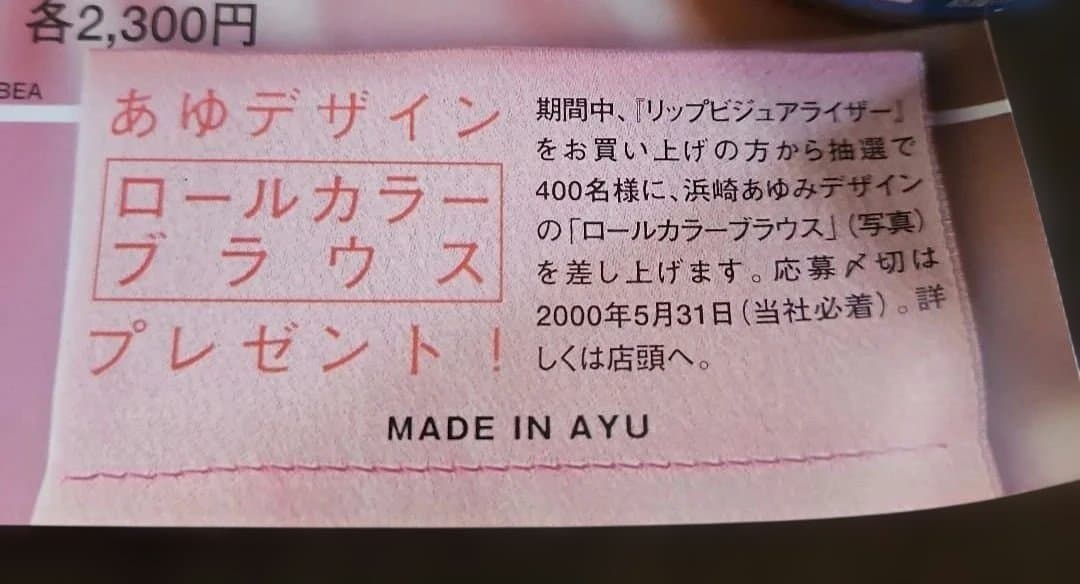 各2,300円
BEA
あゆデザイン
ロールカラー
ブラウス
プレゼント！
期間中、『リップビジュアライザー』
をお買い上げの方から抽選で
400名様に、浜崎あゆみデザイン
の「ロールカラーブラウス」（写真）
を差し上げます。応募〆切は
2000年5月31日（当社必着）。詳
しくは店頭へ。
MADE IN AYU